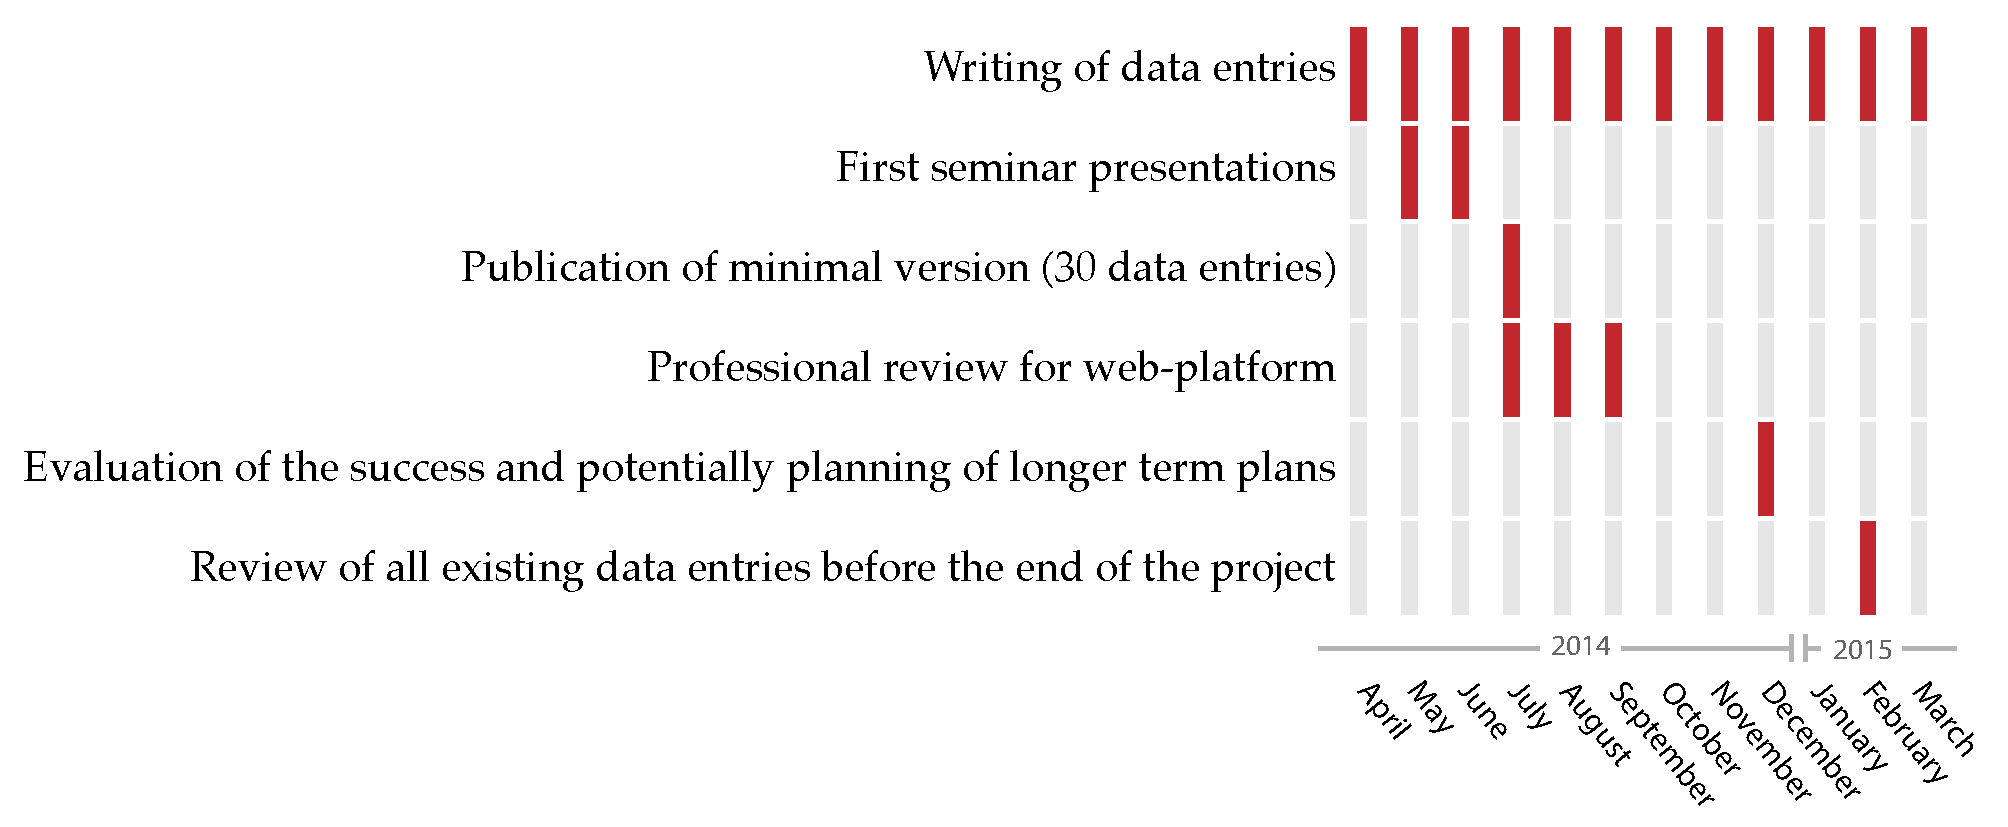 Writing of data entries
First seminar presentations
Publication of minimal version (30 data entries)
Professional review for web-platform
Evaluation of the success and potentially planning of longer term plans
Review of all existing data entries before the end of the project
2014
2015
April
May
June
July
August
September
October
November
December
January
February
March